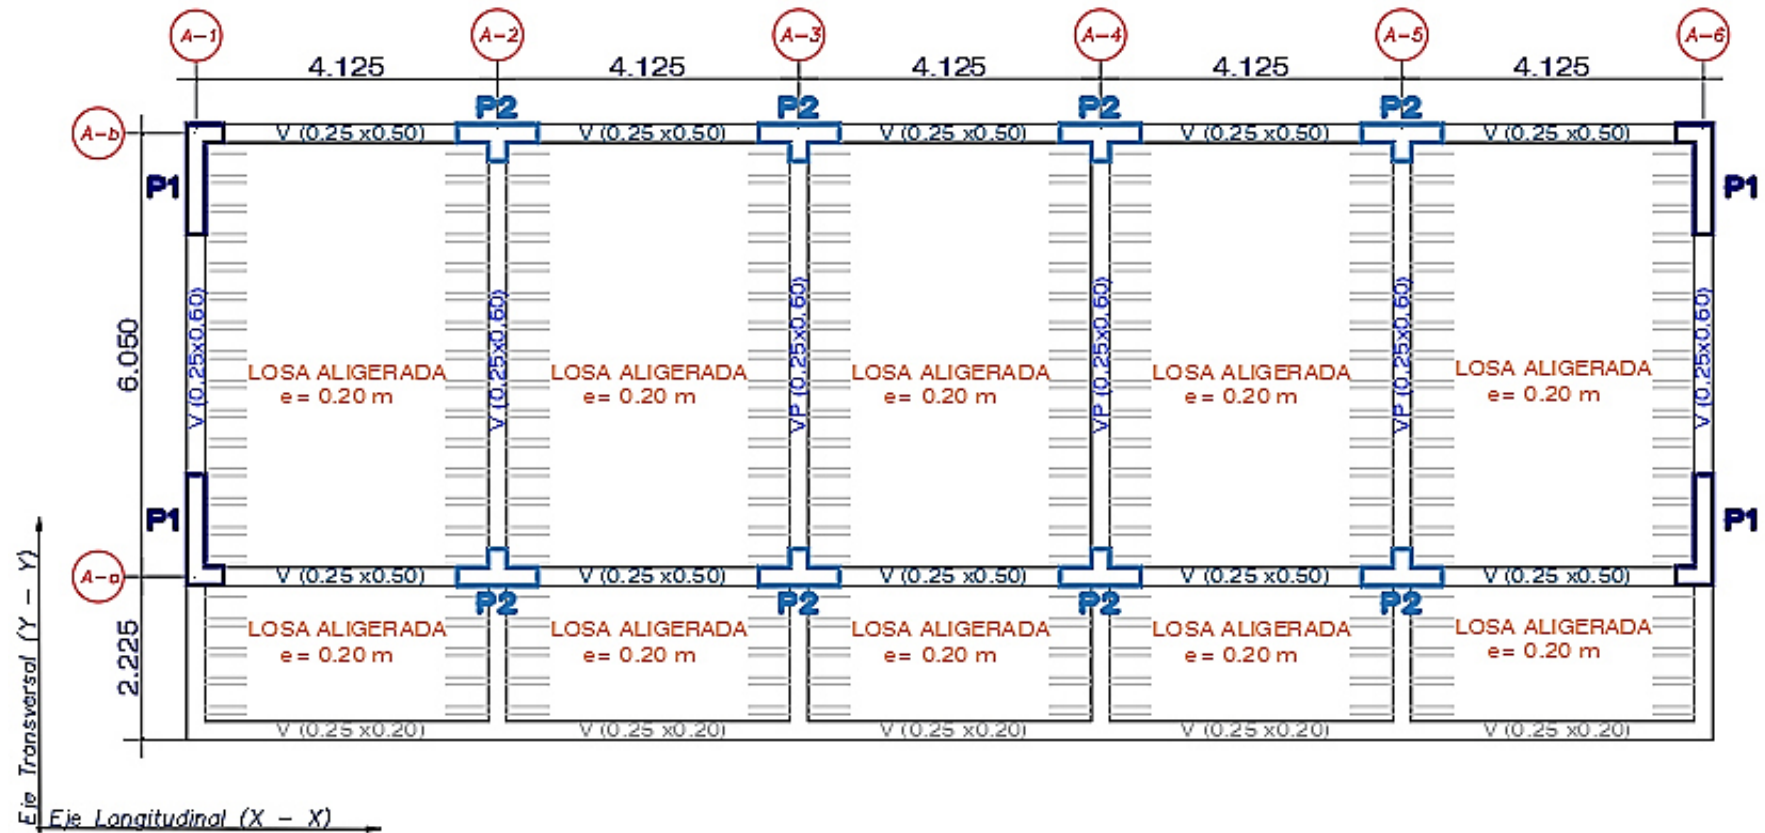 A-1 A-2 A-3 A-4 A-5 A-6
4.125 4.125 4.125 4.125 4.125
P2 P2 P2 P2
A-b V (0.25 x0.50) V (0.25 x0.50) V (0.25 x0.50) V (0.25 x0.50) V (0.25 x0.50)
P1 P1
6.050
V (0.25x0.60) V (0.25x0.60) VP (0.25x0.60) VP (0.25x0.60) VP (0.25x0.60) V (0.25x0.60)
LOSA ALIGERADA LOSA ALIGERADA LOSA ALIGERADA LOSA ALIGERADA LOSA ALIGERADA
e= 0.20 m e= 0.20 m e= 0.20 m e= 0.20 m e= 0.20 m
P1 P1
A-a V (0.25 x0.50) V (0.25 x0.50) V (0.25 x0.50) V (0.25 x0.50) V (0.25 x0.50)
P2 P2 P2 P2
2.225
LOSA ALIGERADA LOSA ALIGERADA LOSA ALIGERADA LOSA ALIGERADA LOSA ALIGERADA
e= 0.20 m e= 0.20 m e= 0.20 m e= 0.20 m e= 0.20 m
V (0.25 x0.20) V (0.25 x0.20) V (0.25 x0.20) V (0.25 x0.20) V (0.25 x0.20)
Eje Transversal (Y - Y)
Eje Longitudinal (X - X)